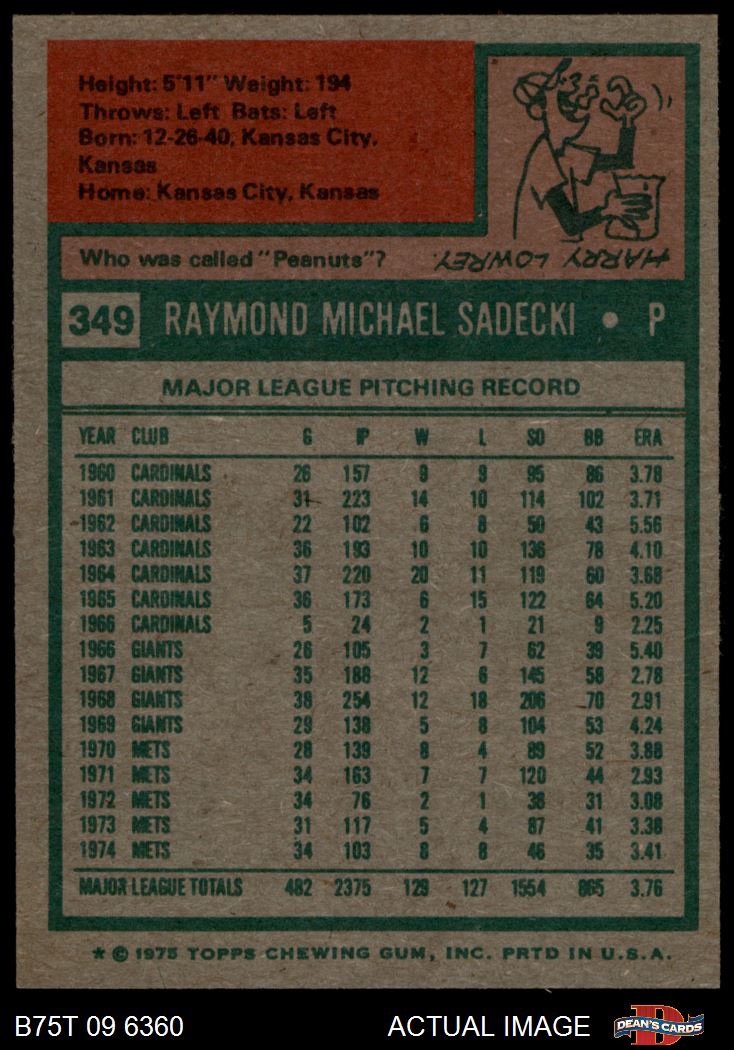 Height: 5'11" Weight: 194
Throws: Left Bats: Left
Born: 12-26-40, Kansas City,
Kansas
Home: Kansas City, Kansas
Who was called "Peanuts"?
HARRY LOWREY.
349 RAYMOND MICHAEL SADECKI • P
MAJOR LEAGUE PITCHING RECORD
YEAR CLUB G IP W L SO BB ERA
1960 CARDINALS 26 157 9 9 95 86 3.78
1961 CARDINALS 31 223 14 10 114 102 3.71
1962 CARDINALS 22 102 6 8 50 43 5.56
1963 CARDINALS 36 193 10 10 136 78 4.10
1964 CARDINALS 37 220 20 11 119 60 3.68
1965 CARDINALS 36 173 6 15 122 64 5.20
1966 CARDINALS 5 24 2 1 21 9 2.25
1966 GIANTS 26 105 3 7 62 39 5.40
1967 GIANTS 35 188 12 6 145 58 2.78
1968 GIANTS 38 254 12 18 206 70 2.91
1969 GIANTS 29 138 5 8 104 53 4.24
1970 METS 28 139 8 4 89 52 3.88
1971 METS 34 163 7 7 120 44 2.93
1972 METS 34 76 2 1 38 31 3.08
1973 METS 31 117 5 4 87 41 3.38
1974 METS 34 103 8 8 46 35 3.41
MAJOR LEAGUE TOTALS 482 2375 129 127 1554 865 3.76
* © 1975 TOPPS CHEWING GUM, INC. PRTD IN U.S.A.
B75T 09 6360 ACTUAL IMAGE DEAN'S CARDS